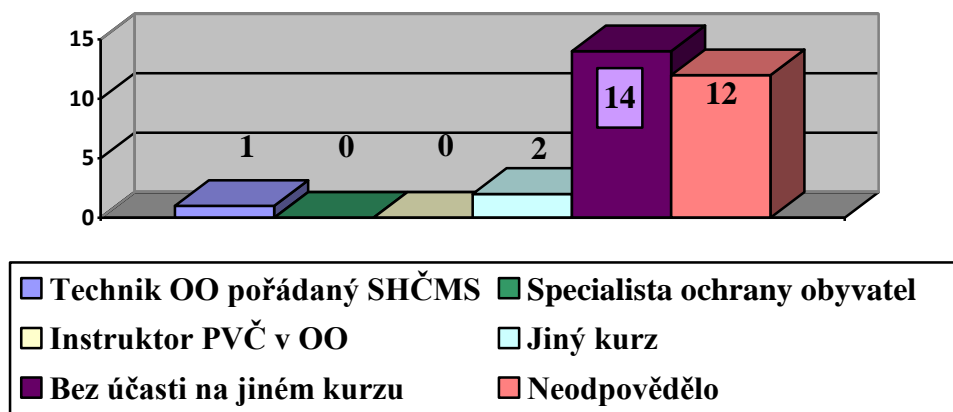 15
10
5
0
1
0
0
2
14
12
Technik OO pořádaný SHČMS
Specialista ochrany obyvatel
Instruktor PVČ v OO
Jiný kurz
Bez účasti na jiném kurzu
Neodpovědělo